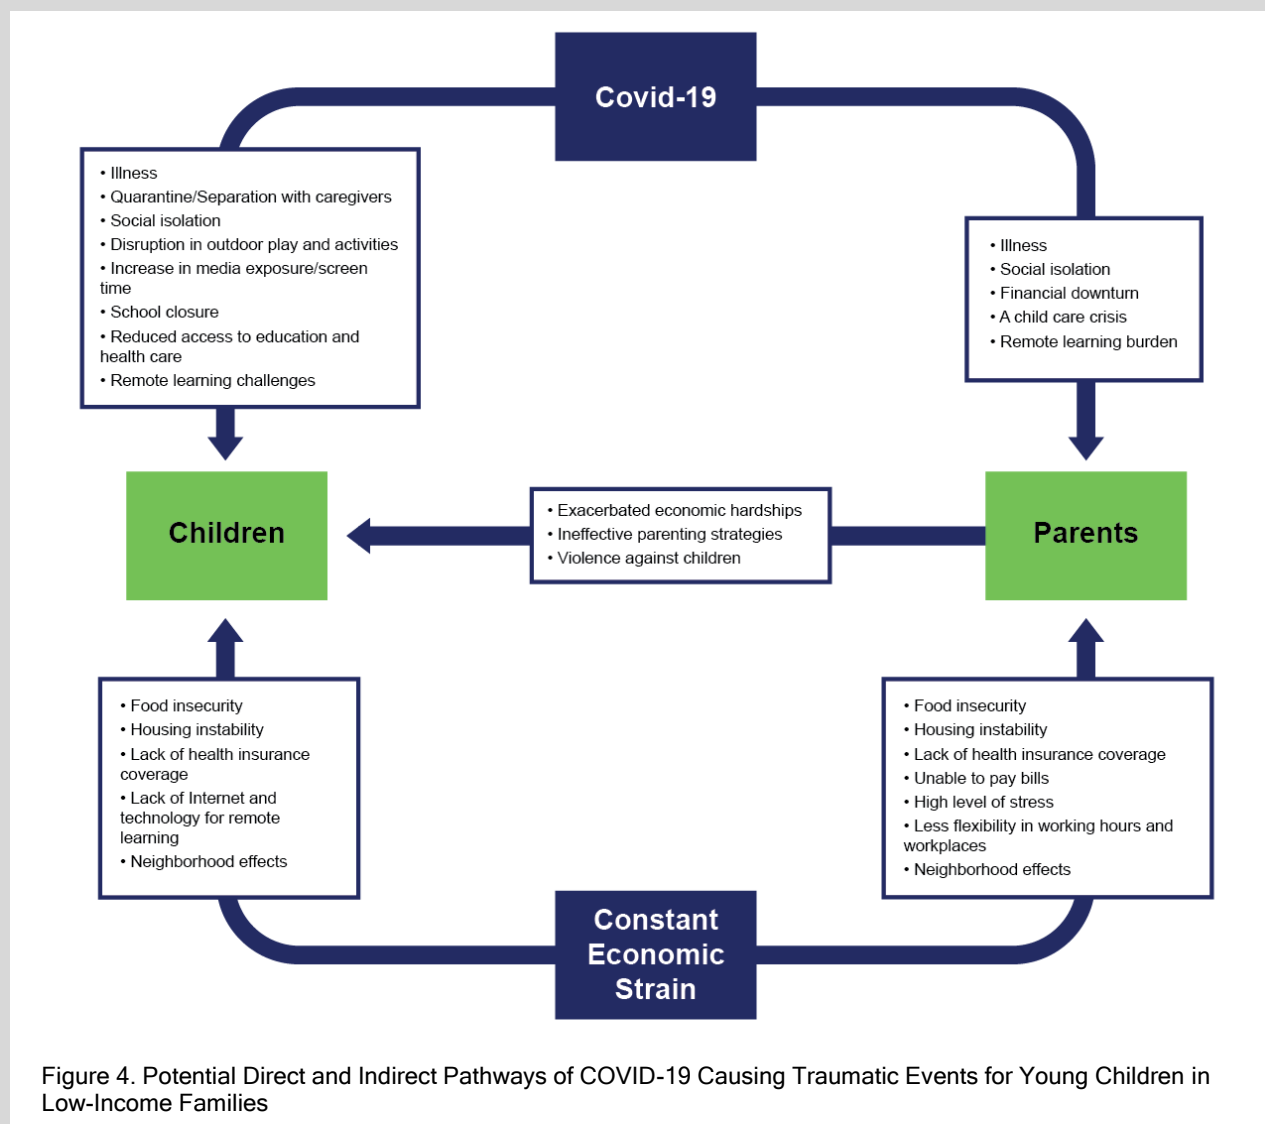 Covid-19
• Illness
• Quarantine/Separation with caregivers
• Social isolation
• Disruption in outdoor play and activities
• Increase in media exposure/screen
time
• School closure
• Reduced access to education and
health care
• Remote learning challenges
• Illness
• Social isolation
• Financial downturn
• A child care crisis
• Remote learning burden
Children
• Exacerbated economic hardships
• Ineffective parenting strategies
• Violence against children
Parents
• Food insecurity
• Housing instability
• Lack of health insurance
coverage
• Lack of Internet and
technology for remote
learning
• Neighborhood effects
• Food insecurity
• Housing instability
• Lack of health insurance coverage
• Unable to pay bills
• High level of stress
• Less flexibility in working hours and
workplaces
• Neighborhood effects
Constant
Economic
Strain
Figure 4. Potential Direct and Indirect Pathways of COVID-19 Causing Traumatic Events for Young Children in
Low-Income Families